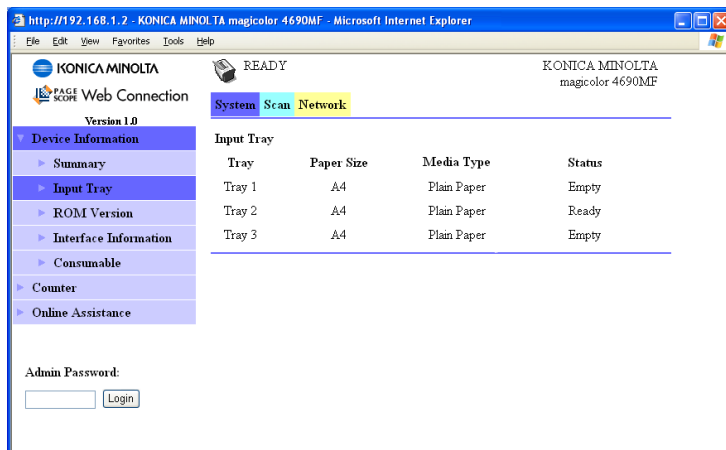 http://192.168.1.2 - KONICA MINOLTA magicolor 4690MF - Microsoft Internet Explorer
File Edit View Favorites Tools Help
KONICA MINOLTA
PAGE SCOPE Web Connection
Version 1.0
READY
KONICA MINOLTA
magicolor 4690MF
System Scan Network
Device Information
Summary
Input Tray
ROM Version
Interface Information
Consumable
Counter
Online Assistance
Admin Password:
Login
Input Tray
Tray Paper Size Media Type Status
Tray 1 A4 Plain Paper Empty
Tray 2 A4 Plain Paper Ready
Tray 3 A4 Plain Paper Empty